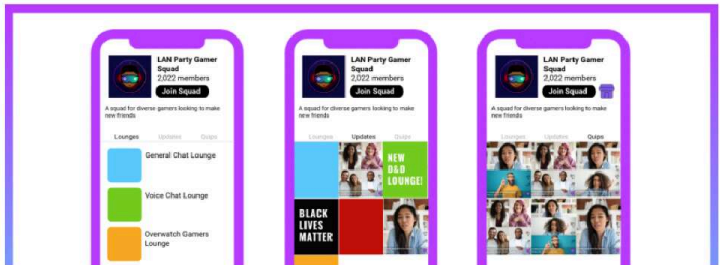 LAN Party Gamer
Squad
2,022 members
Join Squad
A squad for diverse gamers looking to make
new friends
Lounges Updates Quips
General Chat Lounge
Voice Chat Lounge
Overwatch Gamers
Lounge
LAN Party Gamer
Squad
2,022 members
Join Squad
A squad for diverse gamers looking to make
new friends
Lounges Updates Quips
NEW
D&D
LOUNGE!
BLACK
LIVES
MATTER
LAN Party Gamer
Squad
2,022 members
Join Squad
A squad for diverse gamers looking to make
new friends
Lounges Updates Quips